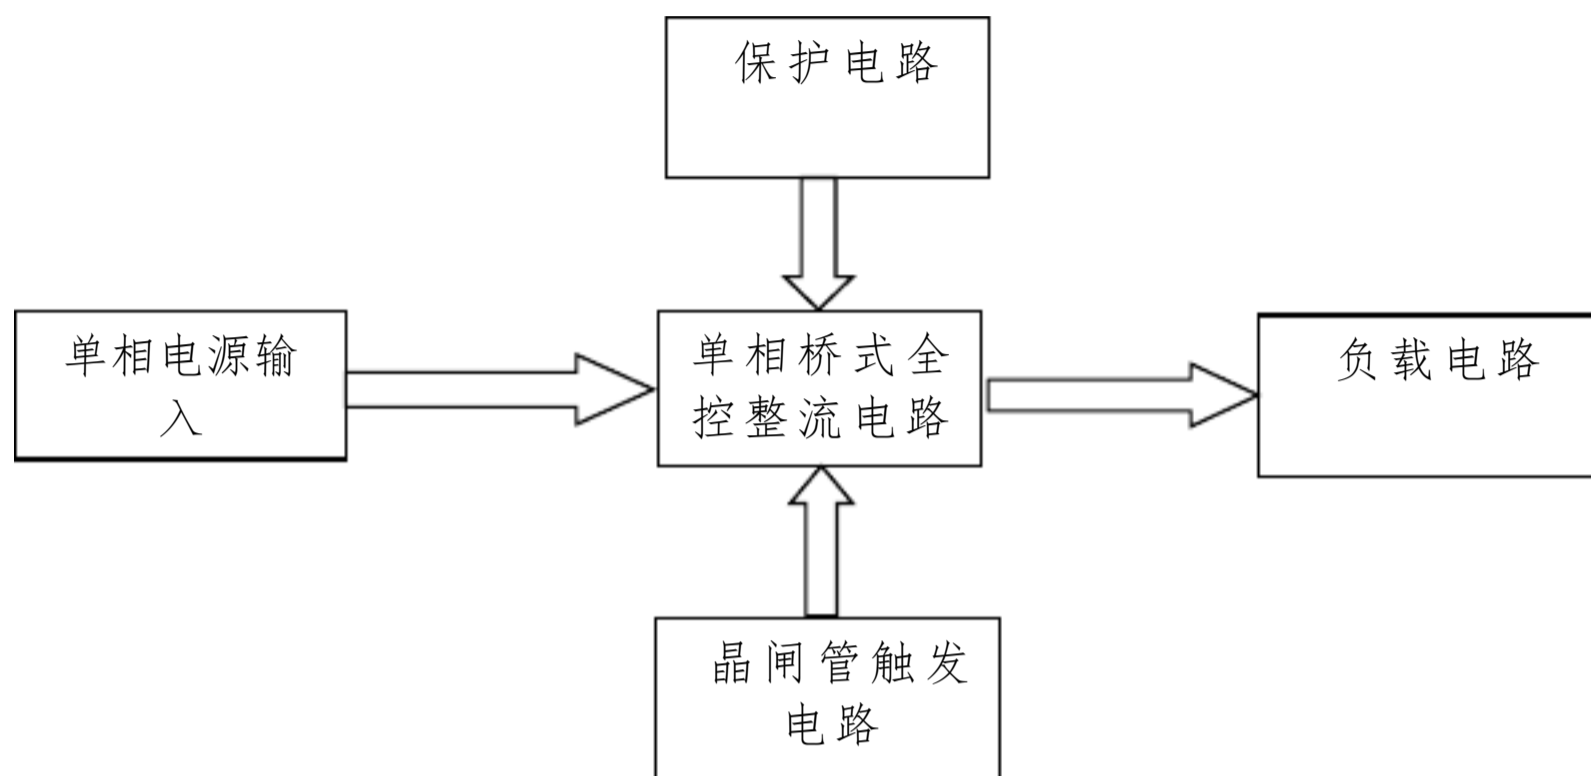 保护电路
单相电源输
入
单相桥式全
控整流电路
负载电路
晶闸管触发
电路